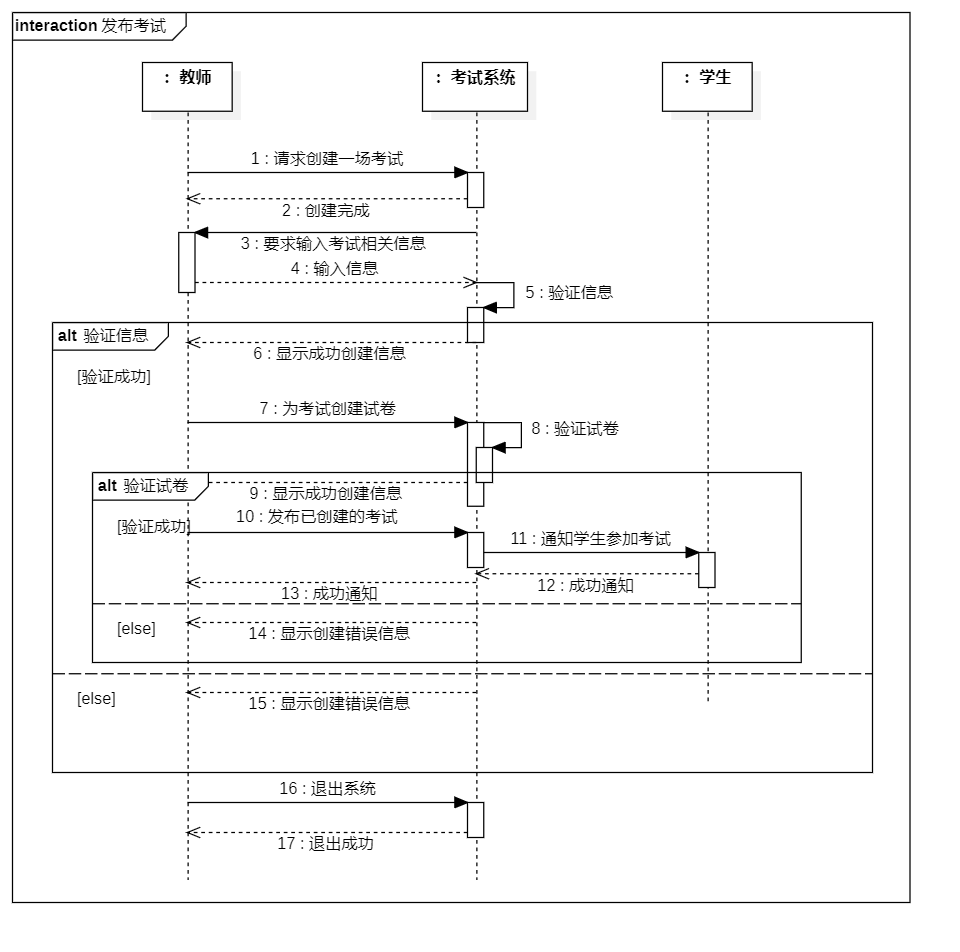 interaction 发布考试
: 教师
: 考试系统
: 学生
1 : 请求创建一场考试
2 : 创建完成
3 : 要求输入考试相关信息
4 : 输入信息
5 : 验证信息
alt 验证信息
6 : 显示成功创建信息
[验证成功]
7 : 为考试创建试卷
8 : 验证试卷
alt 验证试卷
9 : 显示成功创建信息
10 : 发布已创建的考试
[验证成功]
11 : 通知学生参加考试
12 : 成功通知
13 : 成功通知
[else]
14 : 显示创建错误信息
[else]
15 : 显示创建错误信息
16 : 退出系统
17 : 退出成功